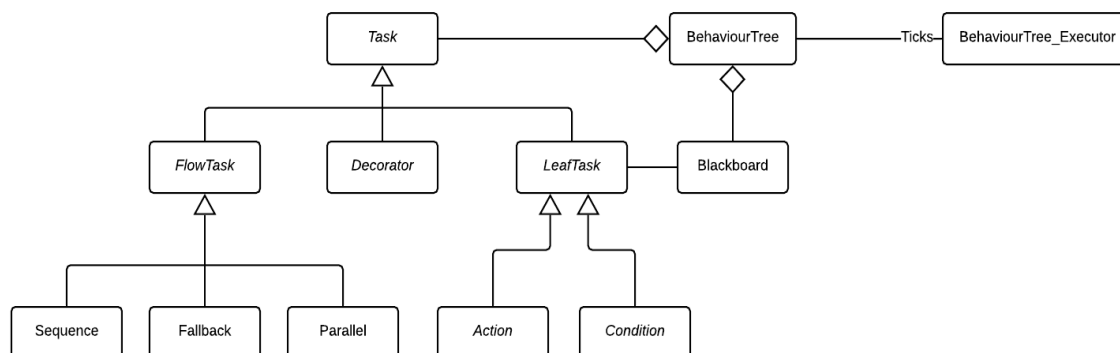 Task
BehaviourTree
Ticks
BehaviourTree_Executor
FlowTask
Decorator
LeafTask
Blackboard
Sequence
Fallback
Parallel
Action
Condition